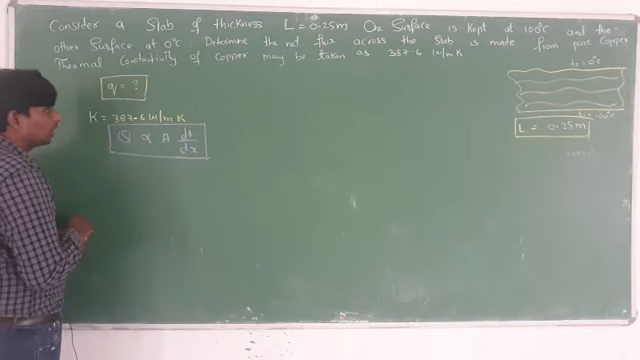 Consider a Slab of thickness L = 0.25m One Surface is kept at 100°C and the
other Surface at 0°C. Determine the net flux across the Slab is made from pure Copper
Thermal Conductivity of Copper may be taken as 387.6 W/mK
q = ?
t₂ = 0°C
K = 387.6 W/m K
= 100°C
L = 0.25m
Q ∝ A dt/dx